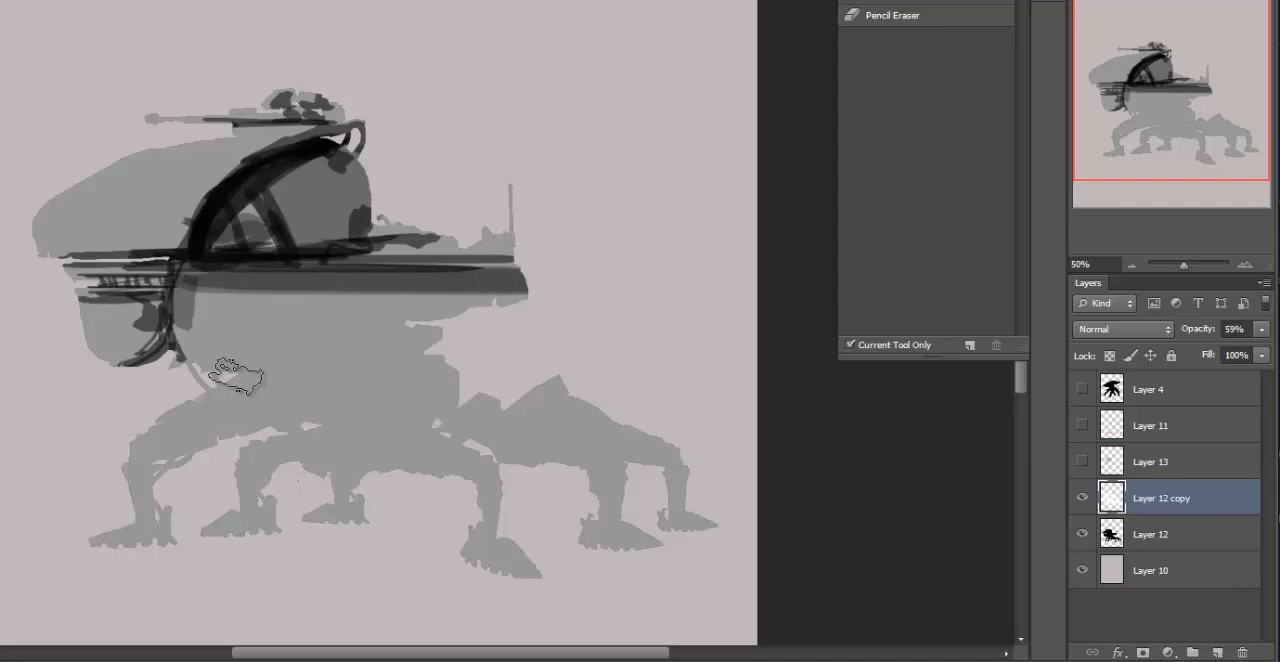 Pencil Eraser
Current Tool Only
50%
Layers
Kind
Normal
Opacity: 59%
Lock:
Fill: 100%
Layer 4
Layer 11
Layer 13
Layer 12 copy
Layer 12
Layer 10
fx